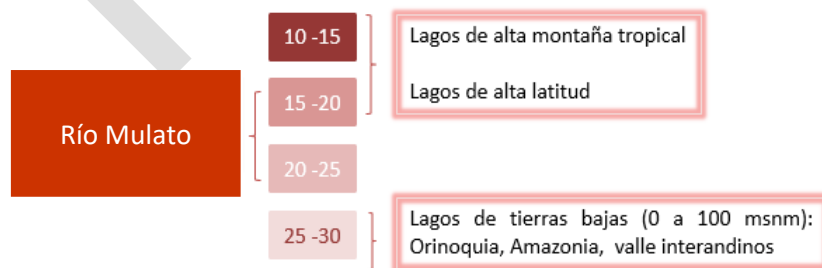 10 -15
Lagos de alta montaña tropical
Lagos de alta latitud
15 -20
Río Mulato
20 -25
25 -30
Lagos de tierras bajas (0 a 100 msnm):
Orinoquia, Amazonia, valle interandinos